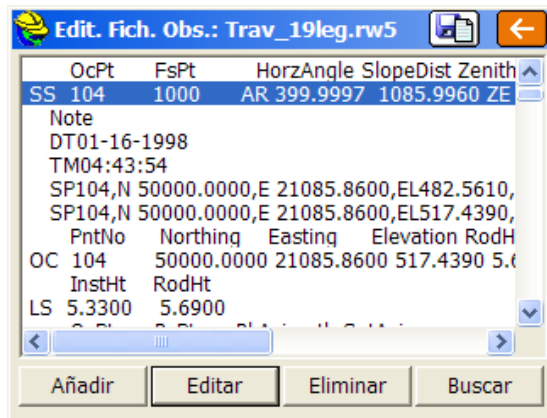 Edit. Fich. Obs.: Trav_19leg.rw5
OcPt FsPt HorzAngle SlopeDist Zenith
SS 104 1000 AR 399.9997 1085.9960 ZE
Note
DT01-16-1998
TM04:43:54
SP104,N 50000.0000,E 21085.8600,EL482.5610,
SP104,N 50000.0000,E 21085.8600,EL517.4390,
PntNo Northing Easting Elevation RodH
OC 104 50000.0000 21085.8600 517.4390
InstHt RodHt
LS 5.3300 5.6900
Añadir Editar Eliminar Buscar